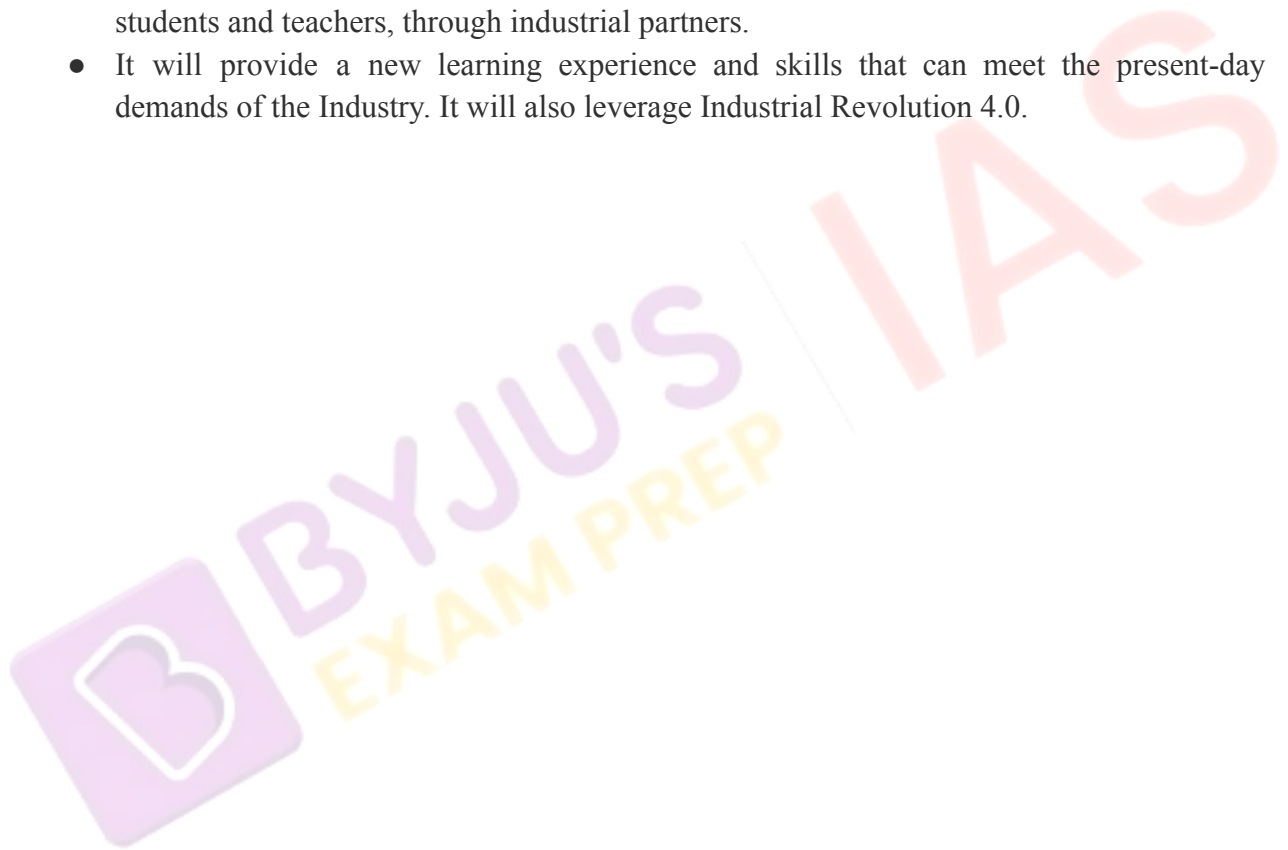 students and teachers, through industrial partners.
● It will provide a new learning experience and skills that can meet the present-day
demands of the Industry. It will also leverage Industrial Revolution 4.0.
BYJU'S
EXAM PREP
IAS